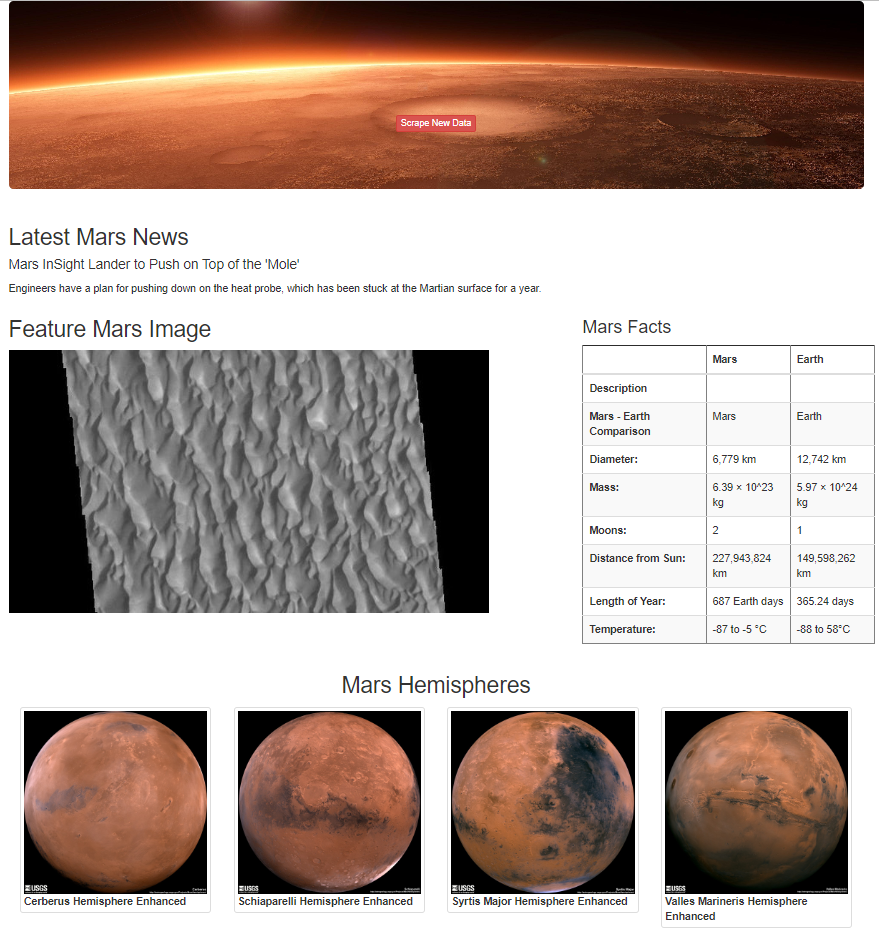 Scrape New Data
Latest Mars News
Mars InSight Lander to Push on Top of the 'Mole'
Engineers have a plan for pushing down on the heat probe, which has been stuck at the Martian surface for a year.
Feature Mars Image
Mars Facts
Mars Earth
Description
Mars - Earth Comparison Mars Earth
Diameter: 6,779 km 12,742 km
Mass: 6.39 × 10^23 kg 5.97 × 10^24 kg
Moons: 2 1
Distance from Sun: 227,943,824 km 149,598,262 km
Length of Year: 687 Earth days 365.24 days
Temperature: -87 to -5 °C -88 to 58°C
Mars Hemispheres
USGS
Cerberus
Cerberus Hemisphere Enhanced
USGS
Schiaparelli
Schiaparelli Hemisphere Enhanced
USGS
Syrtis Major
Syrtis Major Hemisphere Enhanced
USGS
Valles Marineris
Valles Marineris Hemisphere
Enhanced